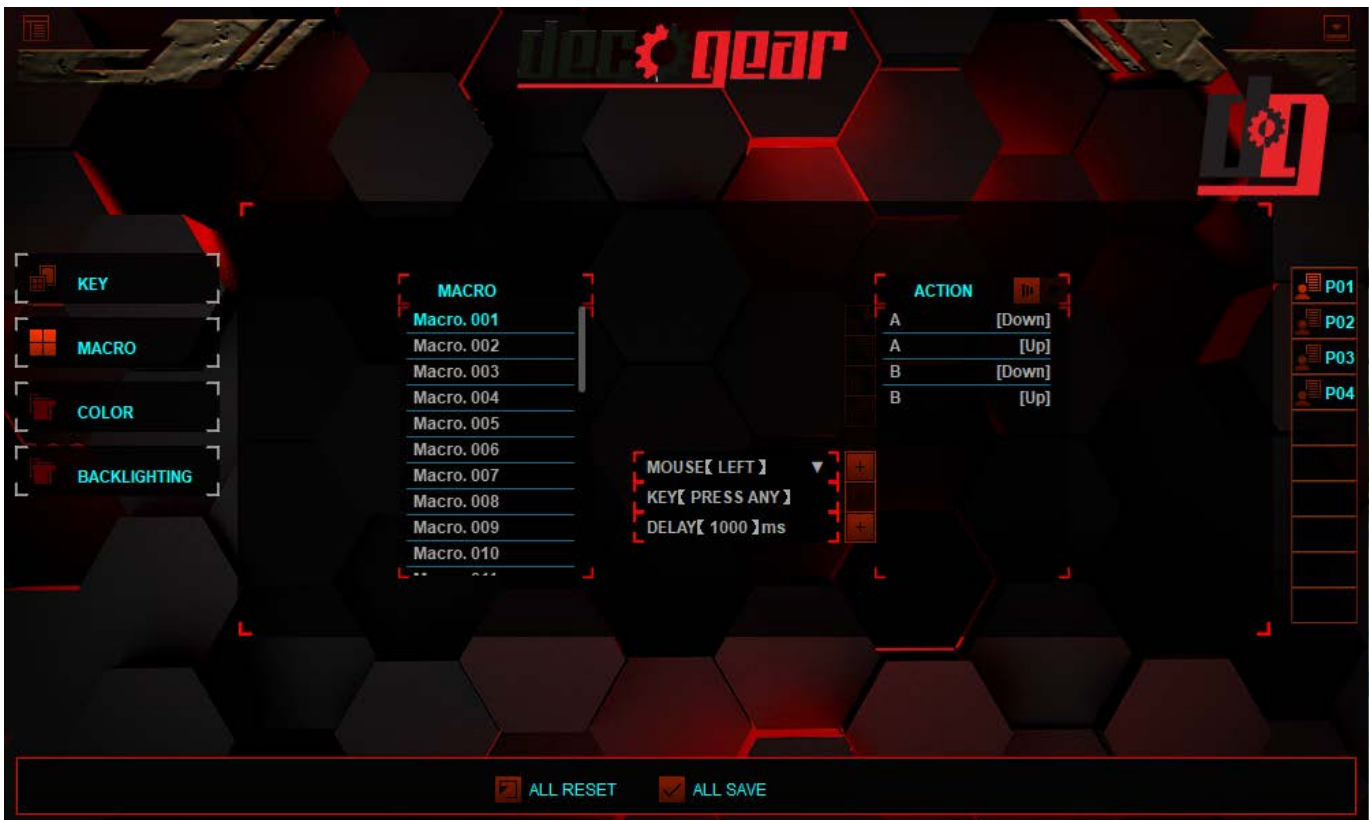 deco gear
KEY
MACRO
COLOR
BACKLIGHTING
MACRO
Macro. 001
Macro. 002
Macro. 003
Macro. 004
Macro. 005
Macro. 006
Macro. 007
Macro. 008
Macro. 009
Macro. 010
MOUSE【 LEFT 】
KEY【 PRESS ANY 】
DELAY【 1000 】ms
ACTION
A [Down]
A [Up]
B [Down]
B [Up]
P01
P02
P03
P04
ALL RESET
ALL SAVE